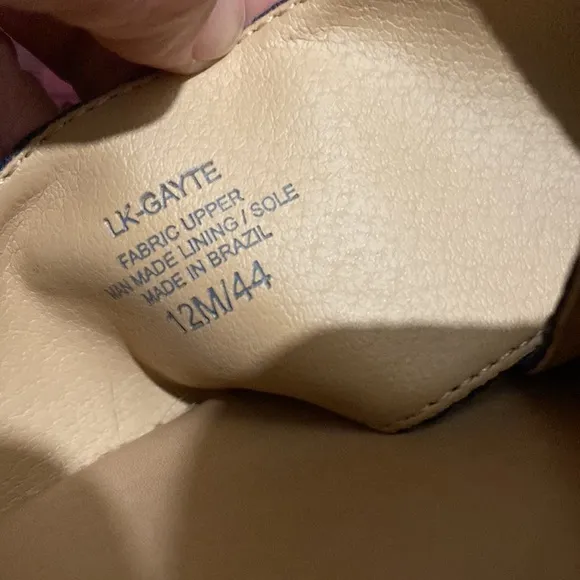 LK-GAYTE
FABRIC UPPER
MAN MADE LINING / SOLE
MADE IN BRAZIL
12M/44